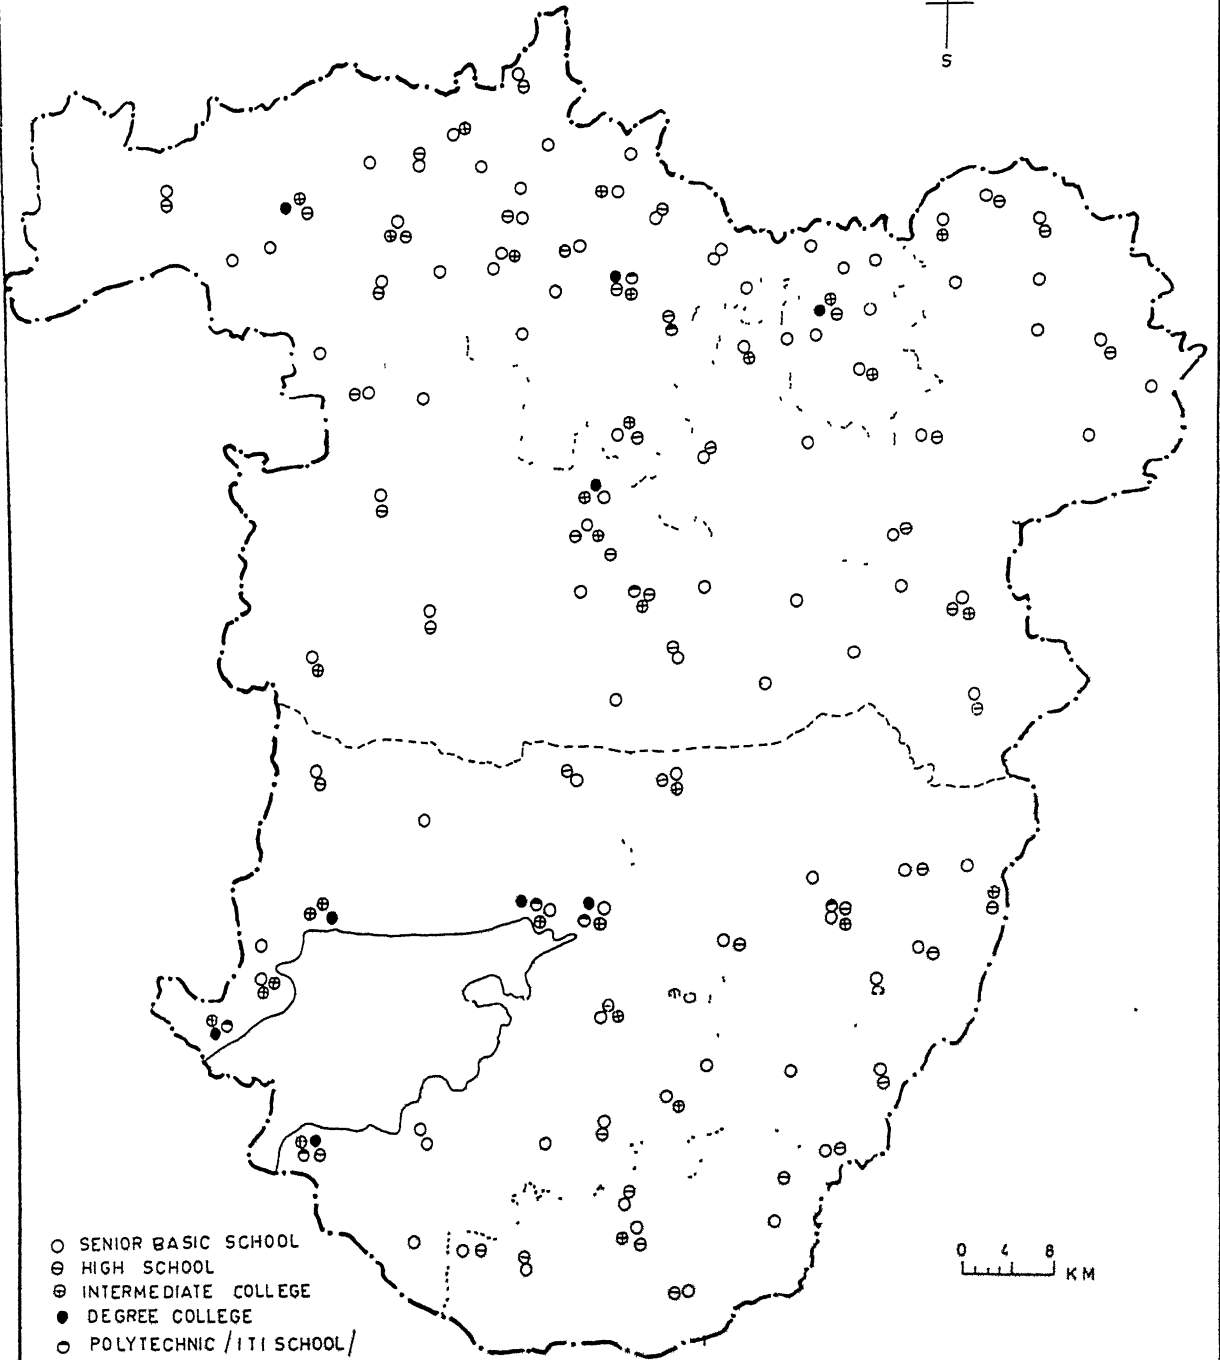 S
SENIOR BASIC SCHOOL
HIGH SCHOOL
INTERMEDIATE COLLEGE
DEGREE COLLEGE
POLYTECHNIC /ITI SCHOOL/
0 4 8
KM